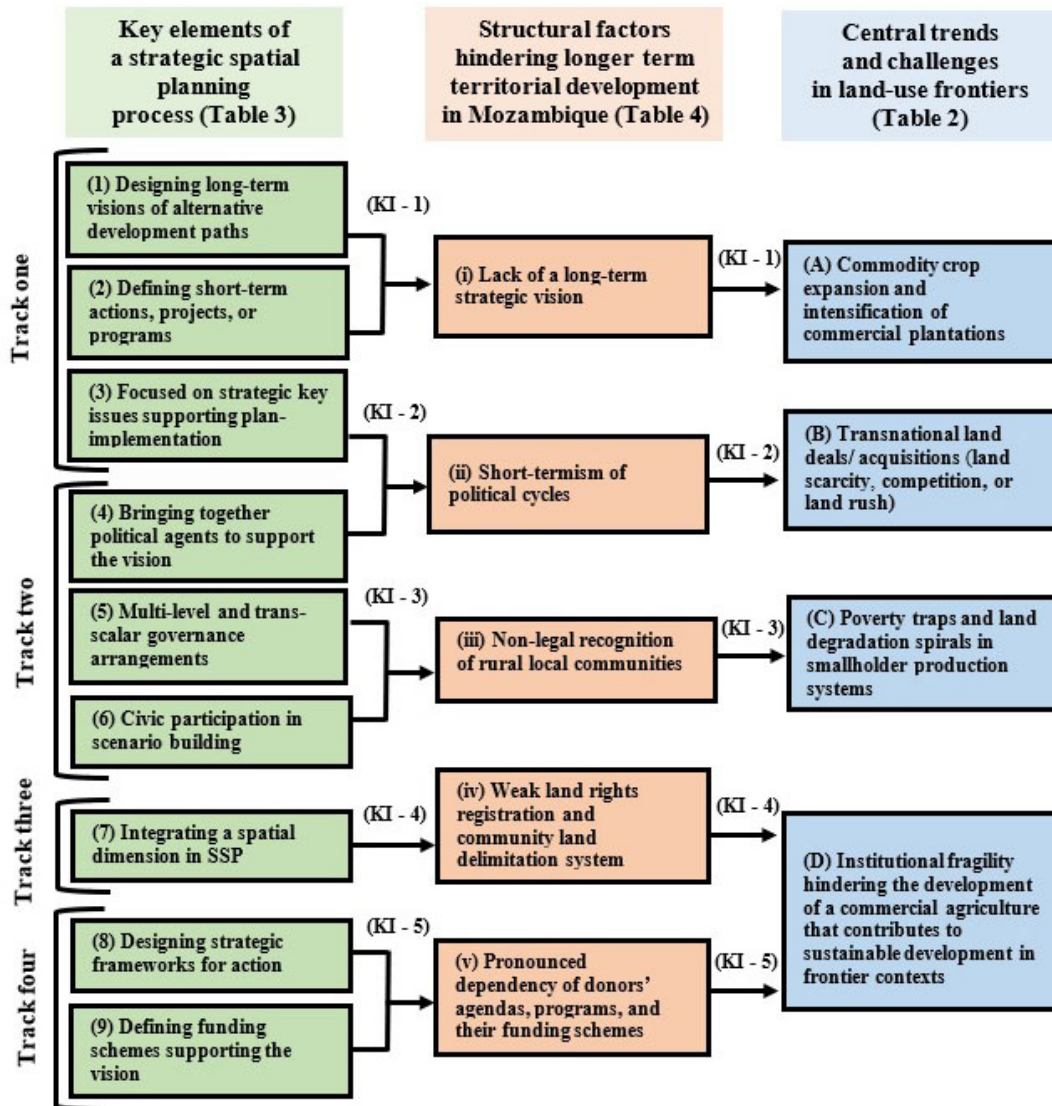 Key elements of
a strategic spatial
planning
process (Table 3)
Structural factors
hindering longer term
territorial development
in Mozambique (Table 4)
Central trends
and challenges
in land-use frontiers
(Table 2)
Track one
(1) Designing long-term
visions of alternative
development paths
(2) Defining short-term
actions, projects, or
programs
(3) Focused on strategic key
issues supporting plan-
implementation
(KI - 1)
(i) Lack of a long-term
strategic vision
(KI - 1)
(A) Commodity crop
expansion and
intensification of
commercial plantations
(KI - 2)
(ii) Short-termism of
political cycles
(KI - 2)
(B) Transnational land
deals/ acquisitions (land
scarcity, competition, or
land rush)
Track two
(4) Bringing together
political agents to support
the vision
(5) Multi-level and trans-
scalar governance
arrangements
(6) Civic participation in
scenario building
(KI - 3)
(iii) Non-legal recognition
of rural local communities
(KI - 3)
(C) Poverty traps and land
degradation spirals in
smallholder production
systems
Track three
(7) Integrating a spatial
dimension in SSP
(KI - 4)
(iv) Weak land rights
registration and
community land
delimitation system
(KI - 4)
(D) Institutional fragility
hindering the development
of a commercial agriculture
that contributes to
sustainable development in
frontier contexts
Track four
(8) Designing strategic
frameworks for action
(9) Defining funding
schemes supporting the
vision
(KI - 5)
(v) Pronounced
dependency of donors'
agendas, programs, and
their funding schemes
(KI - 5)